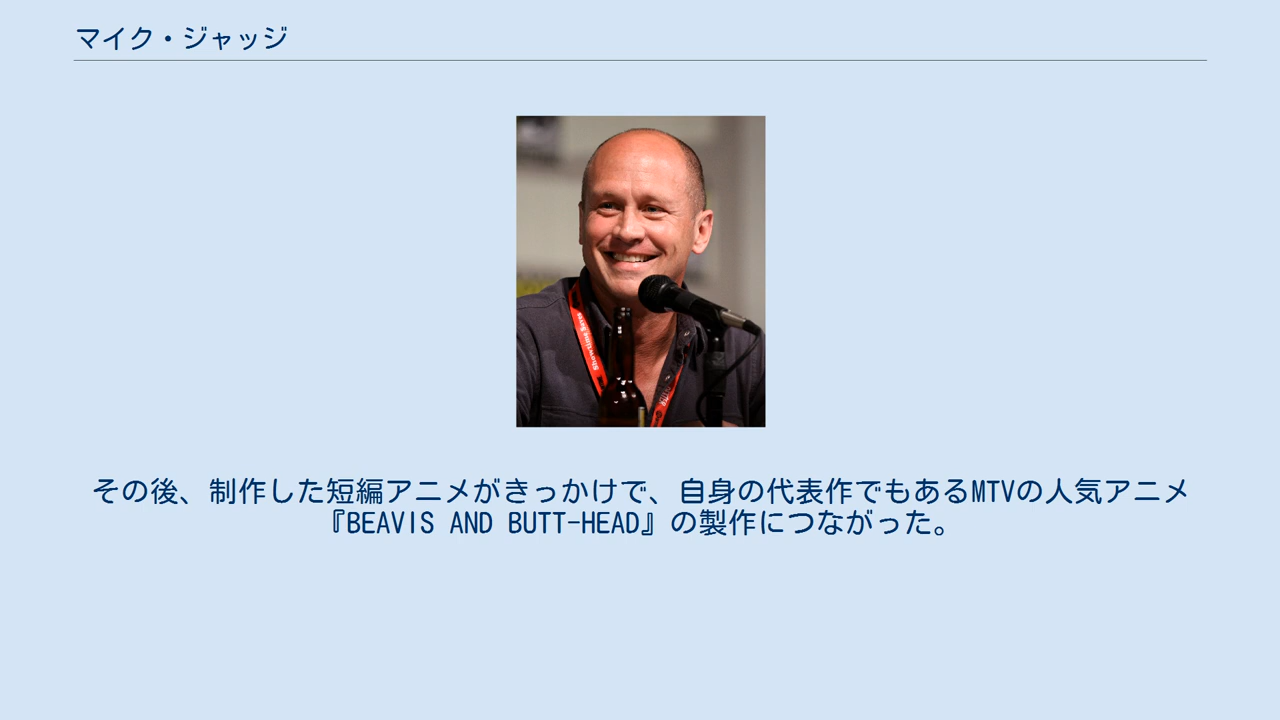 マイク・ジャッジ
Showtime Saves
その後、制作した短編アニメがきっかけで、自身の代表作でもあるMTVの人気アニメ
『BEAVIS AND BUTT-HEAD』の製作につながった。